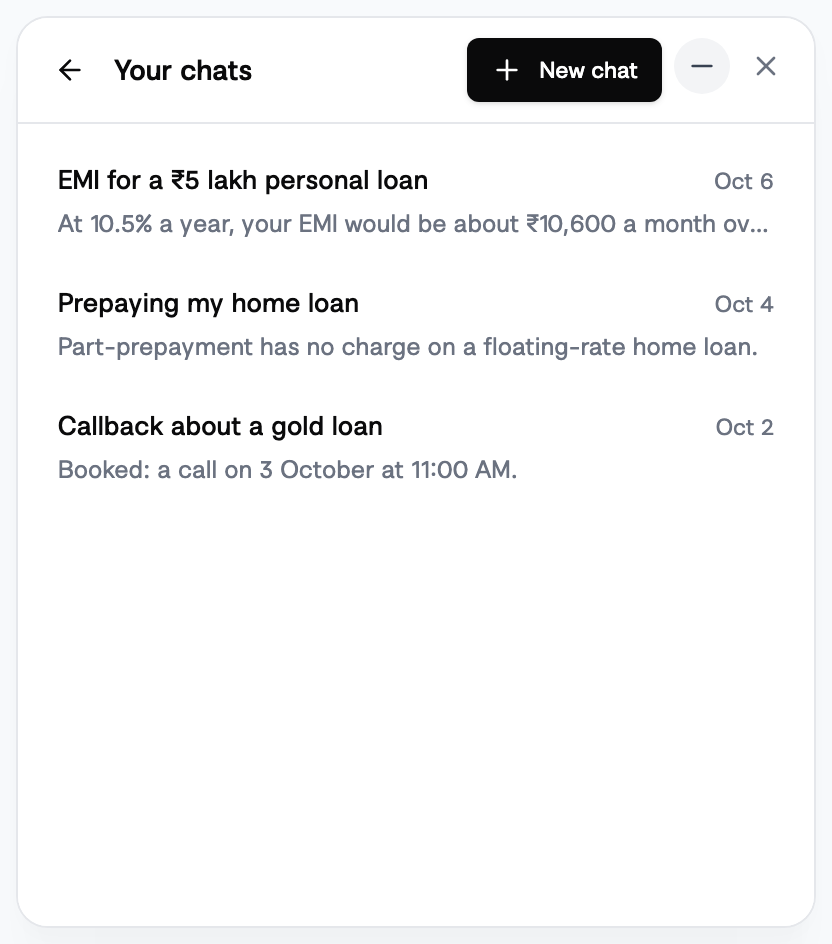 Your chats
New chat
EMI for a ₹5 lakh personal loan
Oct 6
At 10.5% a year, your EMI would be about ₹10,600 a month ov...
Prepaying my home loan
Oct 4
Part-prepayment has no charge on a floating-rate home loan.
Callback about a gold loan
Oct 2
Booked: a call on 3 October at 11:00 AM.